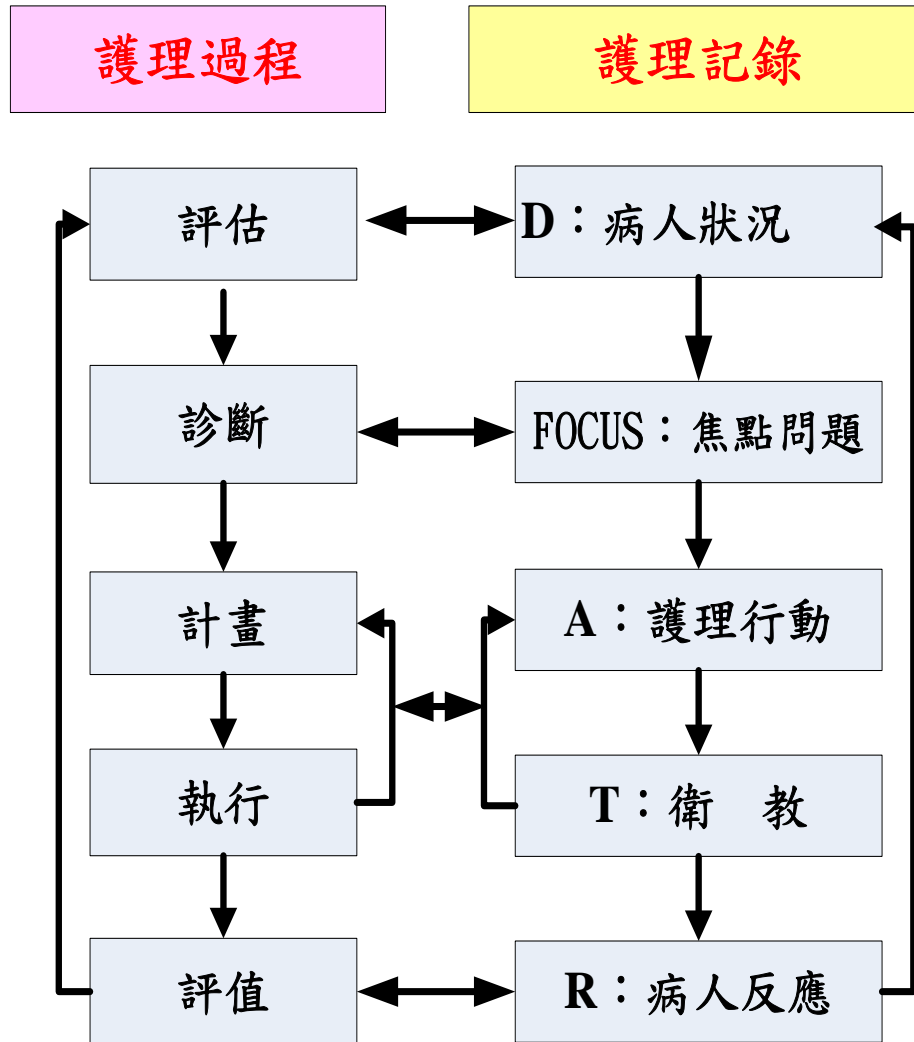 護理過程
護理記錄
評估
D：病人狀況
診斷
FOCUS：焦點問題
計畫
A：護理行動
執行
T：衛　教
評值
R：病人反應